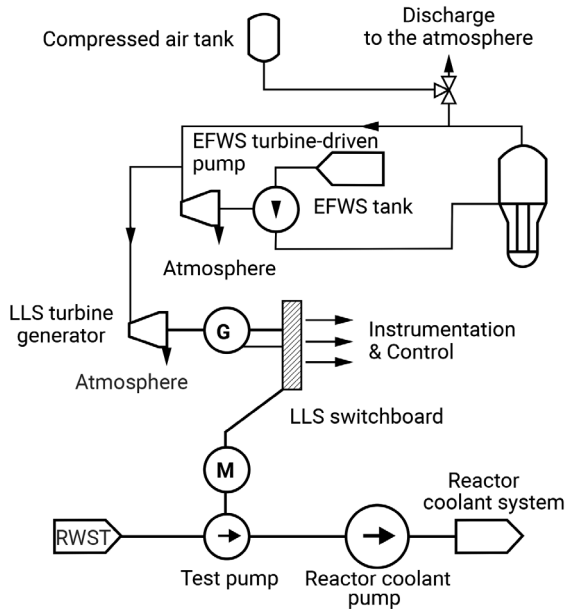 Compressed air tank
Discharge
to the atmosphere
EFWS turbine-driven
pump
EFWS tank
Atmosphere
LLS turbine
generator
G
Instrumentation
& Control
Atmosphere
LLS switchboard
M
Reactor
coolant system
RWST
Test pump
Reactor coolant
pump